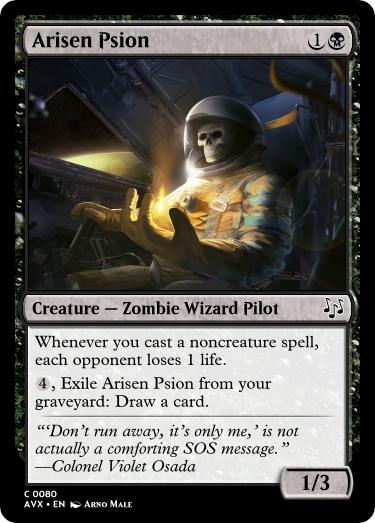 Arisen Psion 1
Creature — Zombie Wizard Pilot
Whenever you cast a noncreature spell,
each opponent loses 1 life.
4, Exile Arisen Psion from your
graveyard: Draw a card.
“‘Don't run away, it's only me,’ is not
actually a comforting SOS message.”
—Colonel Violet Osada
1/3
C 0080
AVX • EN Arno Male